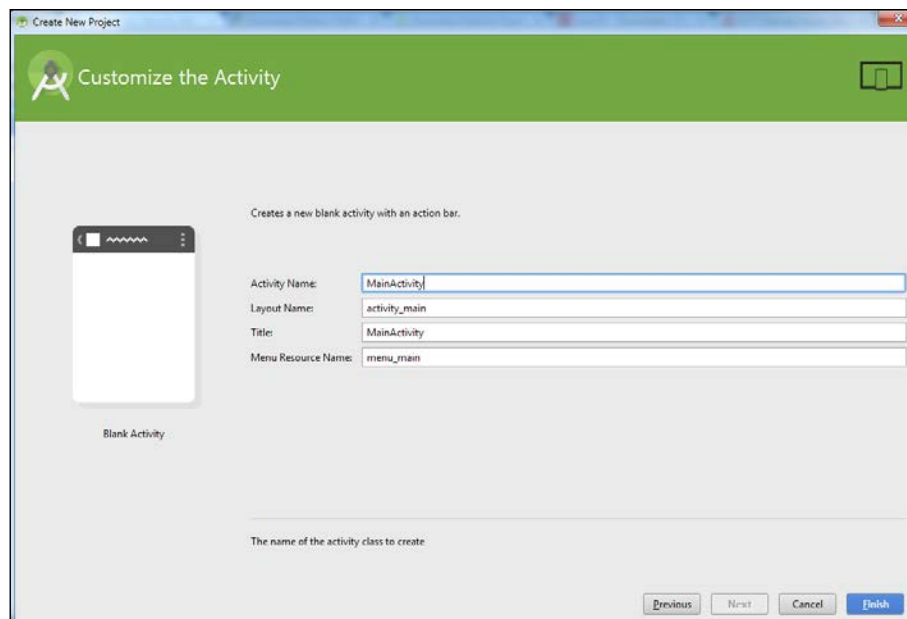 Create New Project
Customize the Activity
Creates a new blank activity with an action bar.
Activity Name: MainActivity
Layout Name: activity_main
Title: MainActivity
Menu Resource Name: menu_main
Blank Activity
The name of the activity class to create
Previous Next Cancel Finish